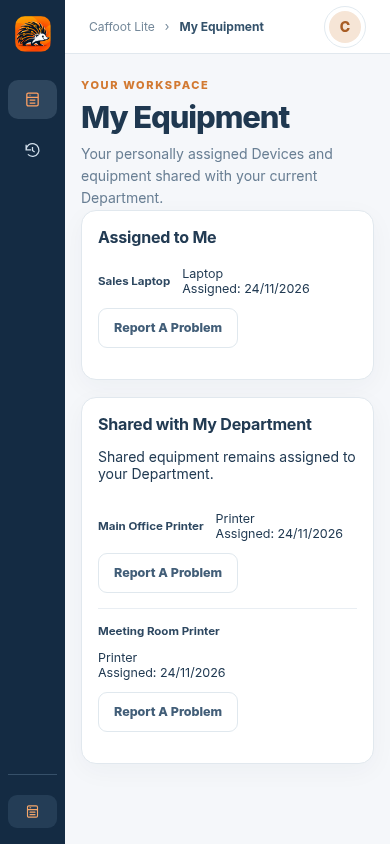 Caffoot Lite › My Equipment
C
YOUR WORKSPACE
My Equipment
Your personally assigned Devices and
equipment shared with your current
Department.
Assigned to Me
Sales Laptop
Laptop
Assigned: 24/11/2026
Report A Problem
Shared with My Department
Shared equipment remains assigned to
your Department.
Main Office Printer
Printer
Assigned: 24/11/2026
Report A Problem
Meeting Room Printer
Printer
Assigned: 24/11/2026
Report A Problem